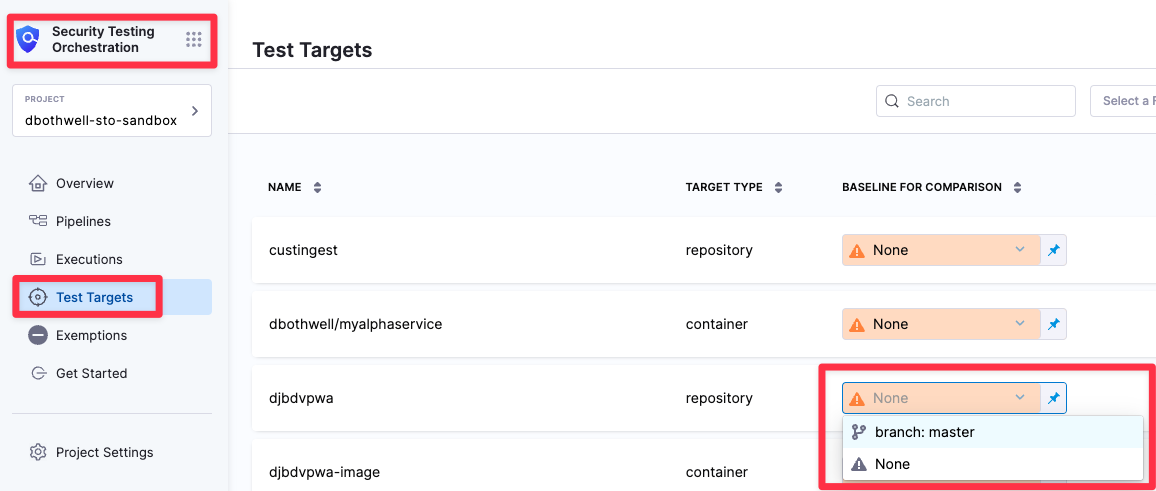 Security Testing
Orchestration
PROJECT
dbothwell-sto-sandbox
Overview
Pipelines
Executions
Test Targets
Exemptions
Get Started
Project Settings
Test Targets
Search
Select a F
NAME TARGET TYPE BASELINE FOR COMPARISON
custingest repository None
dbothwell/myalphaservice container None
djbdvpwa repository None
branch: master
None
djbdvpwa-image container